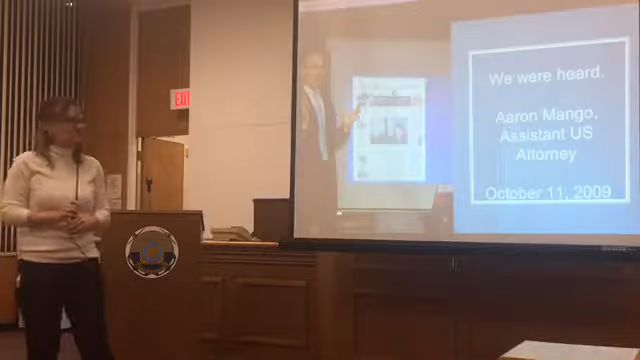 EXIT
We were heard.
Aaron Mango,
Assistant US
Attorney
October 11, 2009